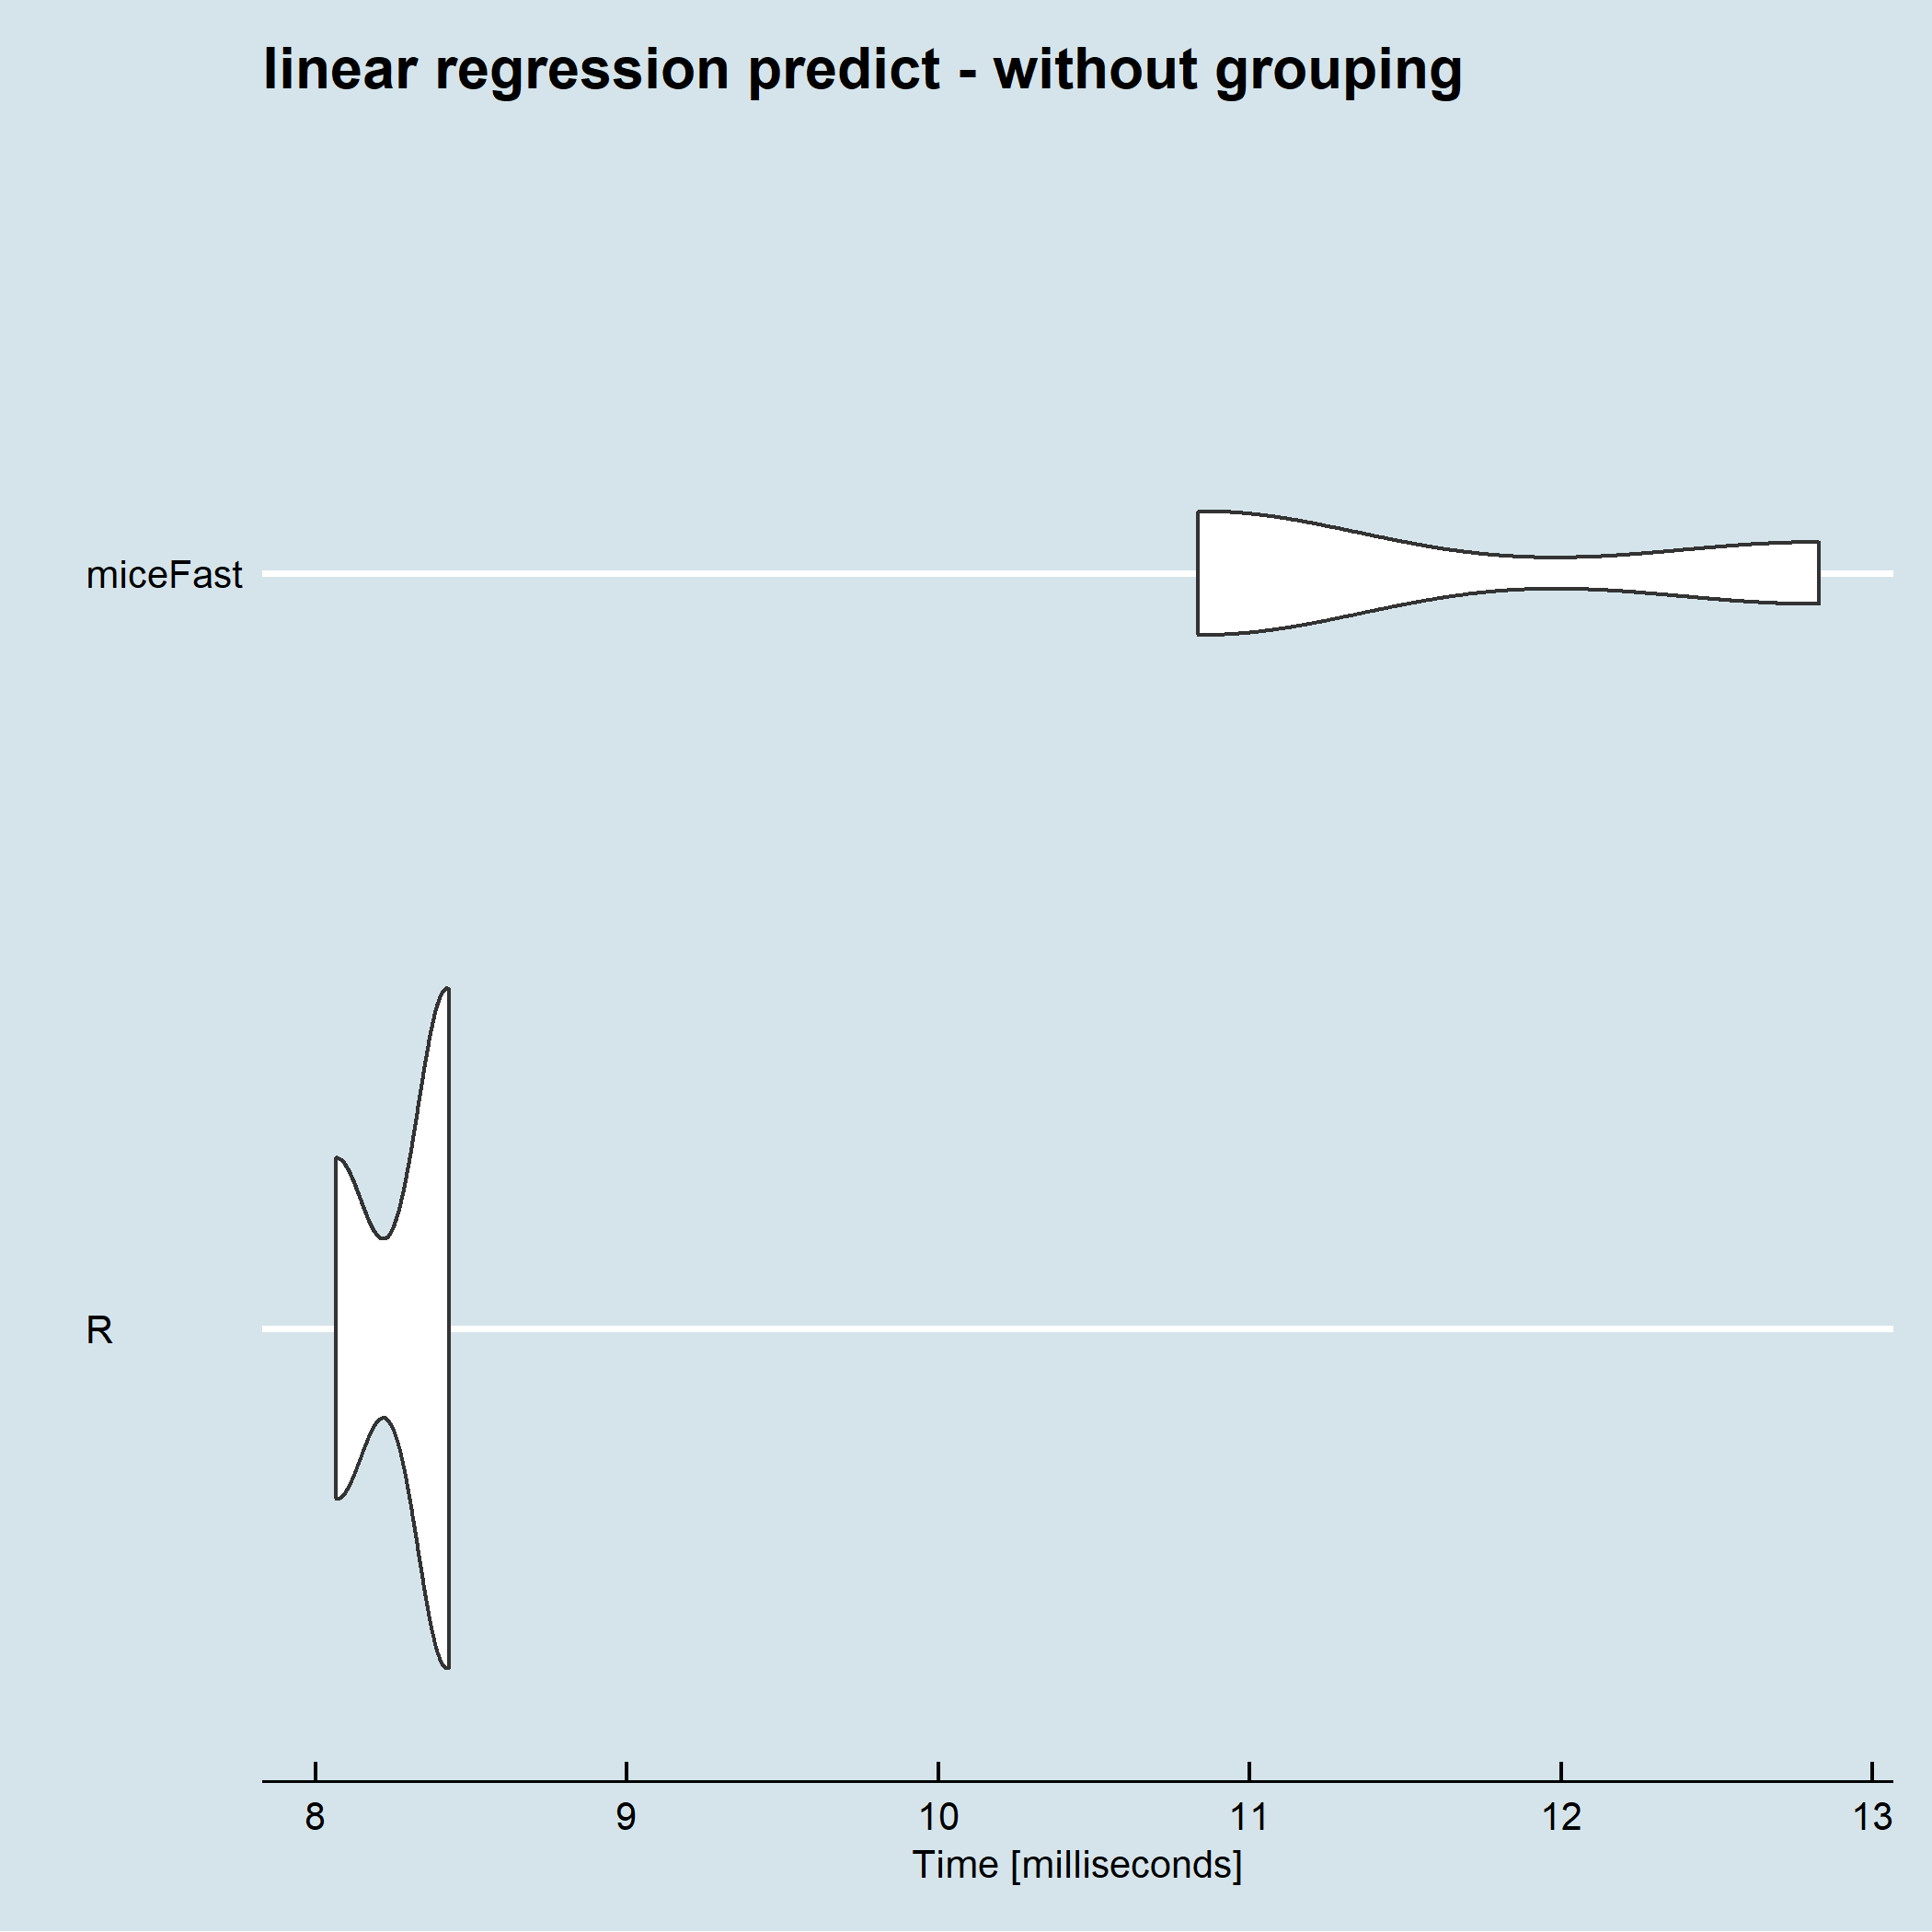 linear regression predict - without grouping
miceFast
R
8 9 10 11 12 13
Time [milliseconds]